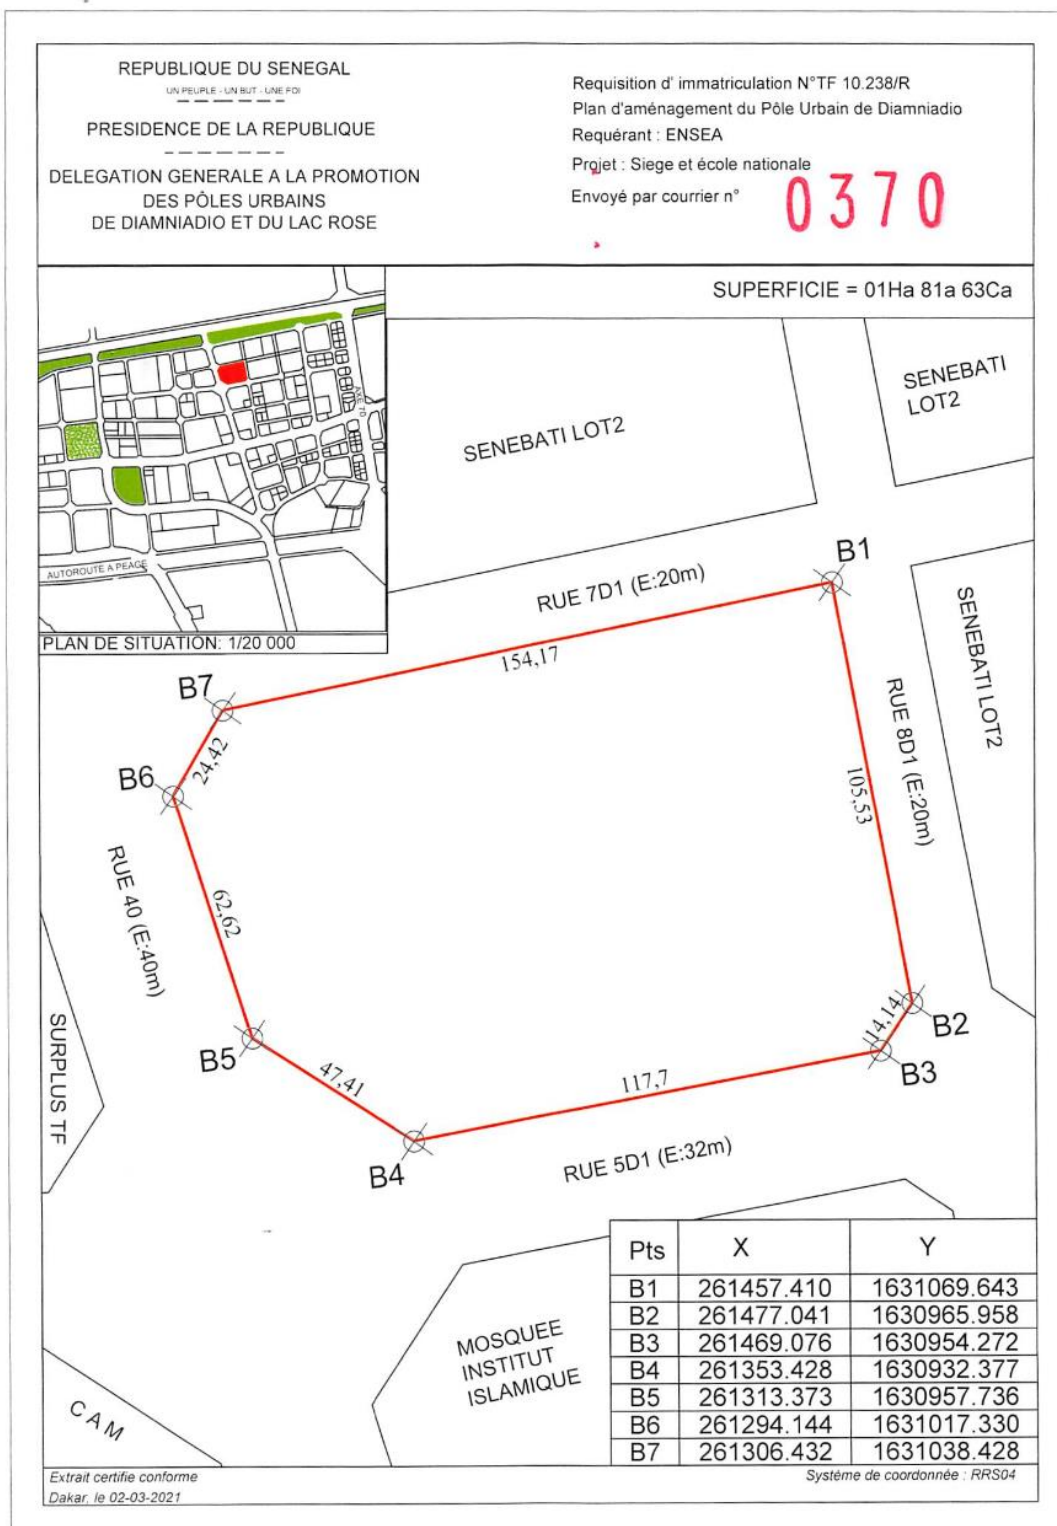 REPUBLIQUE DU SENEGAL
UN PEUPLE - UN BUT - UNE FOI
PRESIDENCE DE LA REPUBLIQUE
DELEGATION GENERALE A LA PROMOTION
DES PÔLES URBAINS
DE DIAMNIADIO ET DU LAC ROSE
Requisition d' immatriculation N°TF 10.238/R
Plan d'aménagement du Pôle Urbain de Diamniadio
Requérant : ENSEA
Projet : Siege et école nationale
Envoyé par courrier n°
0370
SUPERFICIE = 01Ha 81a 63Ca
AXE 7D
AUTOROUTE A PEAGE
PLAN DE SITUATION: 1/20 000
SENEBATI LOT2
SENEBATI
LOT2
SENEBATI LOT2
RUE 7D1 (E:20m)
B1
154,17
B7
24,42
B6
RUE 8D1 (E:20m)
105,53
RUE 40 (E:40m)
62,62
SURPLUS TF
B5
47,41
B4
117,7
14,14
B2
B3
RUE 5D1 (E:32m)
MOSQUEE
INSTITUT
ISLAMIQUE
CAM
Pts X Y
B1 261457.410 1631069.643
B2 261477.041 1630965.958
B3 261469.076 1630954.272
B4 261353.428 1630932.377
B5 261313.373 1630957.736
B6 261294.144 1631017.330
B7 261306.432 1631038.428
Extrait certifie conforme
Dakar, le 02-03-2021
Système de coordonnée : RRS04